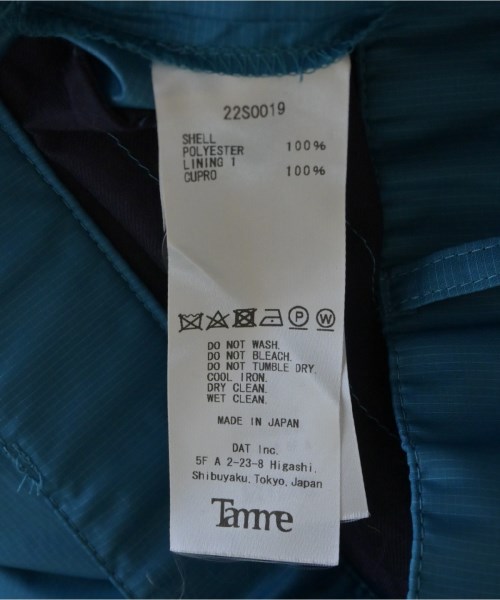 22S0019
SHELL
POLYESTER 100%
LINING 1
CUPRO 100%
P W
DO NOT WASH.
DO NOT BLEACH.
DO NOT TUMBLE DRY.
COOL IRON.
DRY CLEAN.
WET CLEAN.
MADE IN JAPAN
DAT Inc.
5F A 2-23-8 Higashi,
Shibuyaku, Tokyo, Japan
Tamme